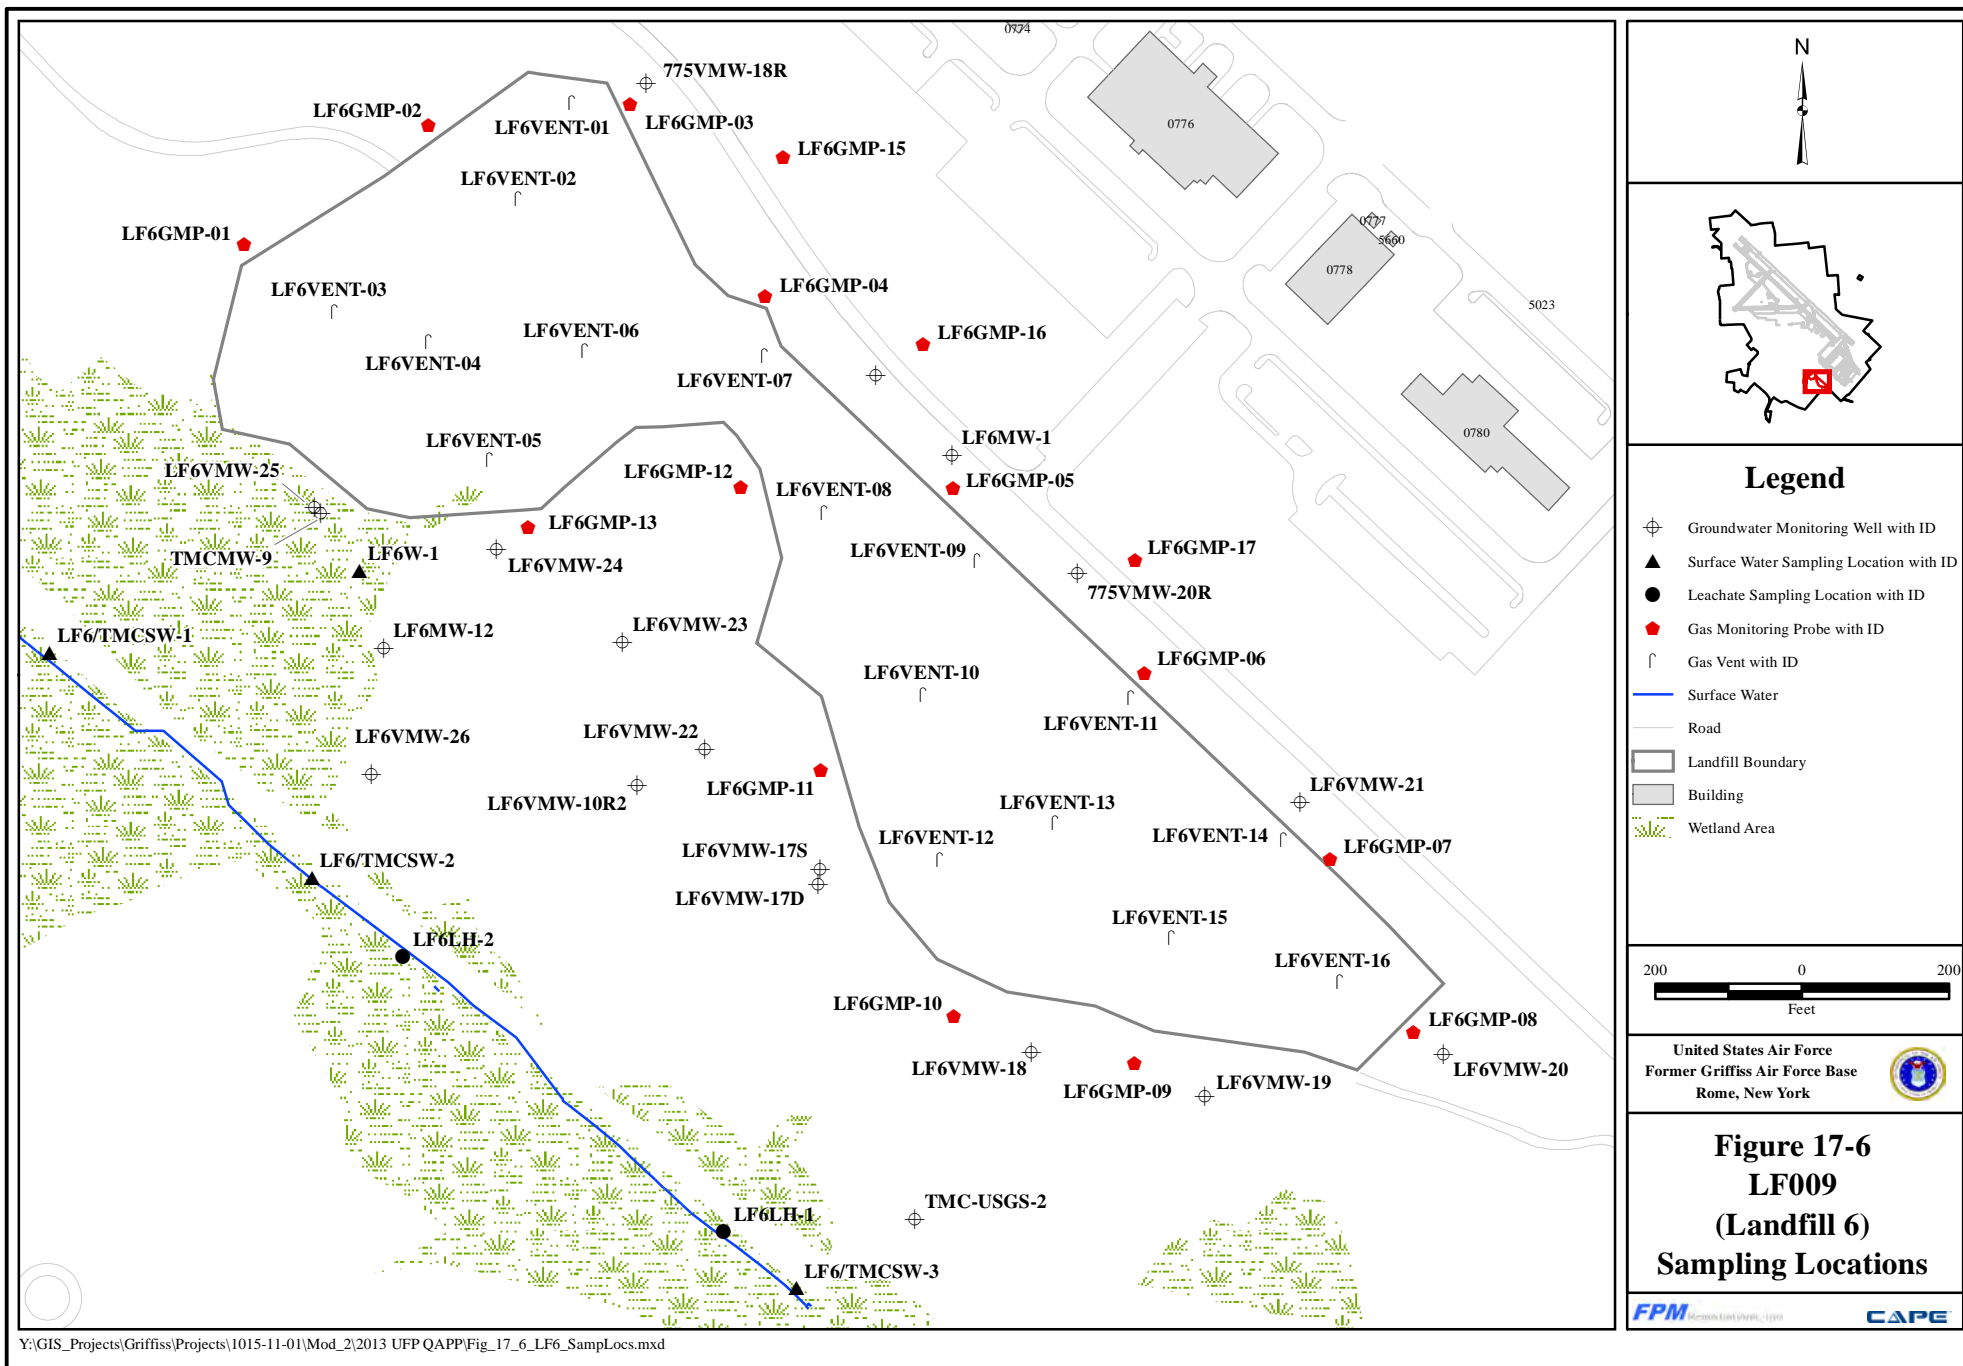 0774
775VMW-18R
LF6GMP-02
LF6GMP-03
LF6VENT-01
0776
LF6GMP-15
LF6VENT-02
LF6GMP-01
0777
5660
0778
LF6VENT-03
LF6GMP-04
5023
LF6VENT-06
LF6GMP-16
LF6VENT-04
LF6VENT-07
LF6VENT-05
LF6MW-1
0780
LF6VMW-25
LF6GMP-12
LF6VENT-08
LF6GMP-05
LF6GMP-13
LF6VENT-09
LF6GMP-17
TMCMW-9
LF6W-1
LF6VMW-24
775VMW-20R
LF6/TMCSW-1
LF6MW-12
LF6VMW-23
LF6GMP-06
LF6VENT-10
LF6VENT-11
LF6VMW-26
LF6VMW-22
LF6GMP-11
LF6VMW-21
LF6VMW-10R2
LF6VENT-13
LF6VENT-12
LF6VENT-14
LF6GMP-07
LF6VMW-17S
LF6/TMCSW-2
LF6VMW-17D
LF6VENT-15
LF6LH-2
LF6VENT-16
LF6GMP-10
LF6GMP-08
LF6VMW-18
LF6VMW-20
LF6GMP-09
LF6VMW-19
TMC-USGS-2
LF6LH-1
LF6/TMCSW-3
N
Legend
Groundwater Monitoring Well with ID
Surface Water Sampling Location with ID
Leachate Sampling Location with ID
Gas Monitoring Probe with ID
Gas Vent with ID
Surface Water
Road
Landfill Boundary
Building
Wetland Area
200 0 200
Feet
United States Air Force
Former Griffiss Air Force Base
Rome, New York
Figure 17-6
LF009
(Landfill 6)
Sampling Locations
FPM
CAPE
Y:\GIS_Projects\Griffiss\Projects\1015-11-01\Mod_2\2013 UFP QAPP\Fig_17_6_LF6_SampLocs.mxd